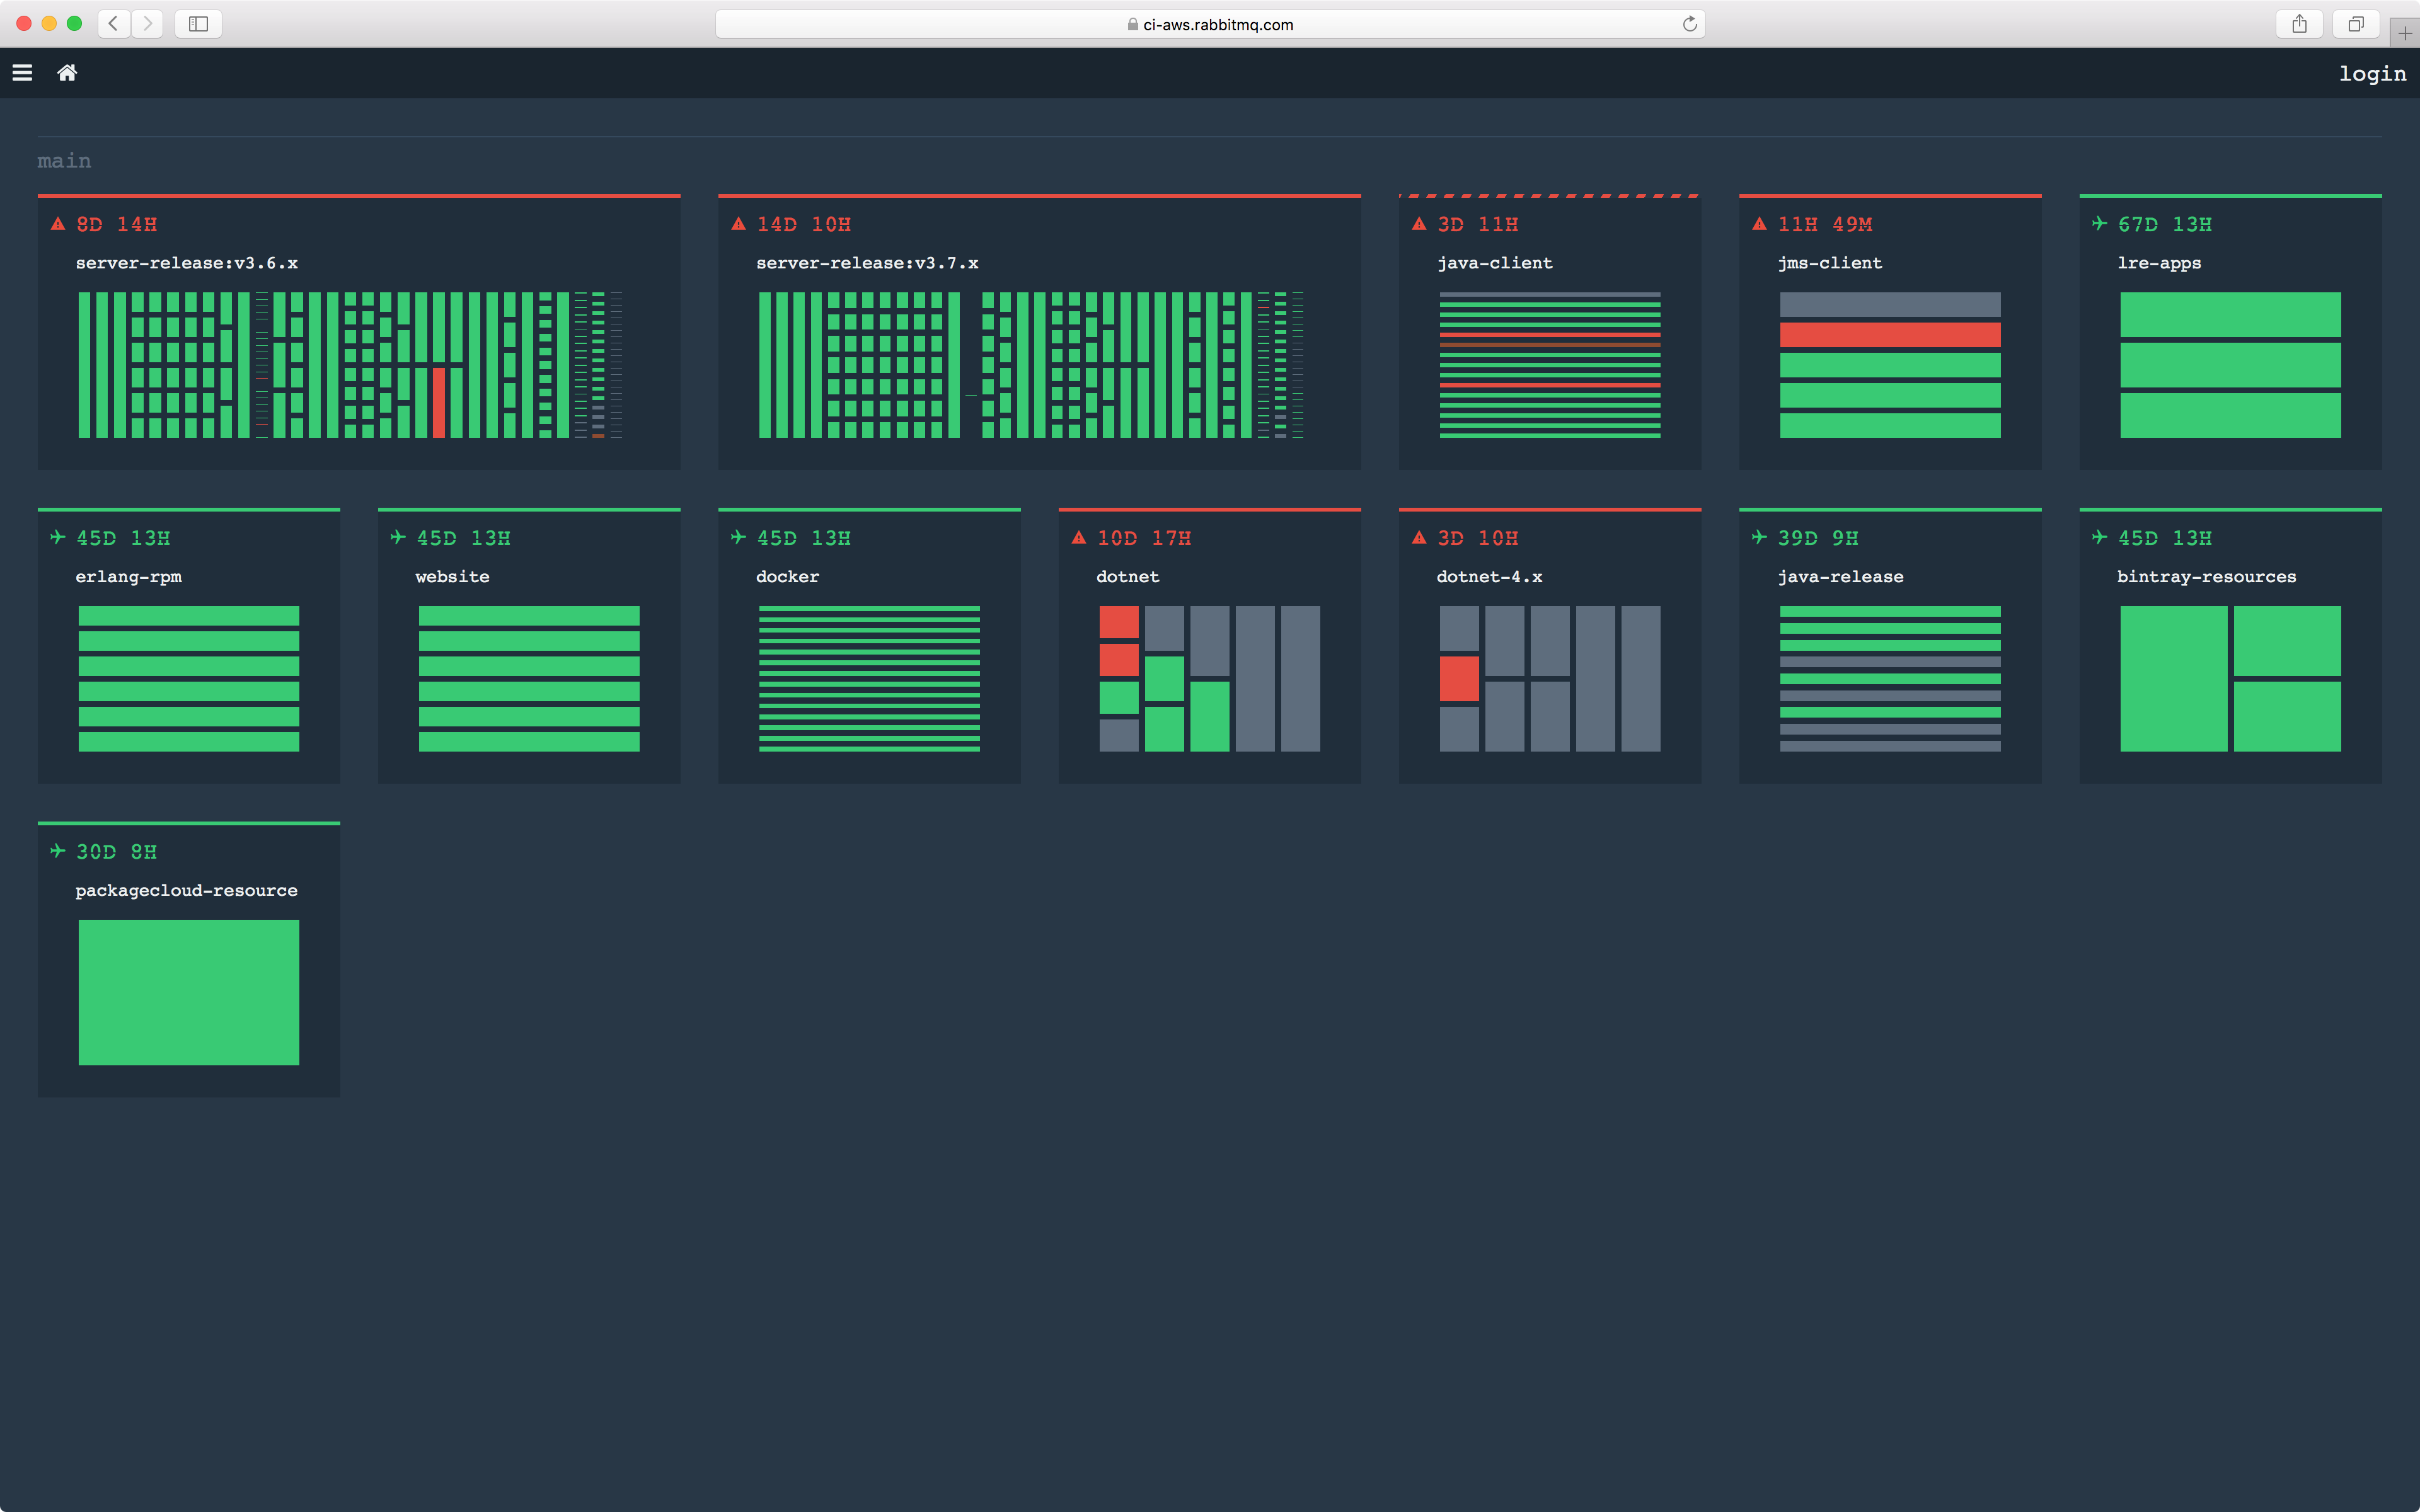 ci-aws.rabbitmq.com
login
main
8D 14H
server-release:v3.6.x
14D 10H
server-release:v3.7.x
3D 11H
java-client
11H 49M
jms-client
67D 13H
lre-apps
45D 13H
erlang-rpm
45D 13H
website
45D 13H
docker
10D 17H
dotnet
3D 10H
dotnet-4.x
39D 9H
java-release
45D 13H
bintray-resources
30D 8H
packagecloud-resource